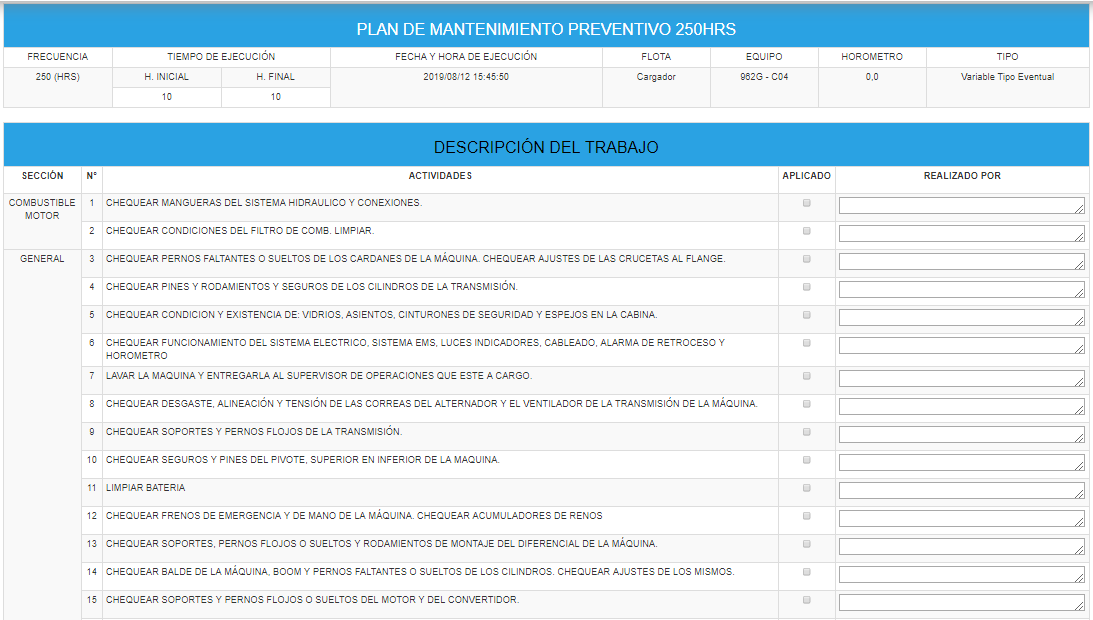 PLAN DE MANTENIMIENTO PREVENTIVO 250HRS
FRECUENCIA TIEMPO DE EJECUCIÓN FECHA Y HORA DE EJECUCIÓN FLOTA EQUIPO HOROMETRO TIPO
250 (HRS) H. INICIAL H. FINAL 2019/08/12 15:45:50 Cargador 962G - C04 0,0 Variable Tipo Eventual
10 10
DESCRIPCIÓN DEL TRABAJO
SECCIÓN N° ACTIVIDADES APLICADO REALIZADO POR
COMBUSTIBLE MOTOR
1 CHEQUEAR MANGUERAS DEL SISTEMA HIDRAULICO Y CONEXIONES.
2 CHEQUEAR CONDICIONES DEL FILTRO DE COMB. LIMPIAR.
GENERAL
3 CHEQUEAR PERNOS FALTANTES O SUELTOS DE LOS CARDANES DE LA MÁQUINA. CHEQUEAR AJUSTES DE LAS CRUCETAS AL FLANGE.
4 CHEQUEAR PINES Y RODAMIENTOS Y SEGUROS DE LOS CILINDROS DE LA TRANSMISIÓN.
5 CHEQUEAR CONDICION Y EXISTENCIA DE: VIDRIOS, ASIENTOS, CINTURONES DE SEGURIDAD Y ESPEJOS EN LA CABINA.
6 CHEQUEAR FUNCIONAMIENTO DEL SISTEMA ELECTRICO, SISTEMA EMS, LUCES INDICADORES, CABLEADO, ALARMA DE RETROCESO Y
HOROMETRO
7 LAVAR LA MAQUINA Y ENTREGARLA AL SUPERVISOR DE OPERACIONES QUE ESTE A CARGO.
8 CHEQUEAR DESGASTE, ALINEACIÓN Y TENSIÓN DE LAS CORREAS DEL ALTERNADOR Y EL VENTILADOR DE LA TRANSMISIÓN DE LA MÁQUINA.
9 CHEQUEAR SOPORTES Y PERNOS FLOJOS DE LA TRANSMISIÓN.
10 CHEQUEAR SEGUROS Y PINES DEL PIVOTE, SUPERIOR EN INFERIOR DE LA MAQUINA.
11 LIMPIAR BATERIA
12 CHEQUEAR FRENOS DE EMERGENCIA Y DE MANO DE LA MÁQUINA. CHEQUEAR ACUMULADORES DE RENOS
13 CHEQUEAR SOPORTES, PERNOS FLOJOS O SUELTOS Y RODAMIENTOS DE MONTAJE DEL DIFERENCIAL DE LA MÁQUINA.
14 CHEQUEAR BALDE DE LA MÁQUINA, BOOM Y PERNOS FALTANTES O SUELTOS DE LOS CILINDROS. CHEQUEAR AJUSTES DE LOS MISMOS.
15 CHEQUEAR SOPORTES Y PERNOS FLOJOS O SUELTOS DEL MOTOR Y DEL CONVERTIDOR.